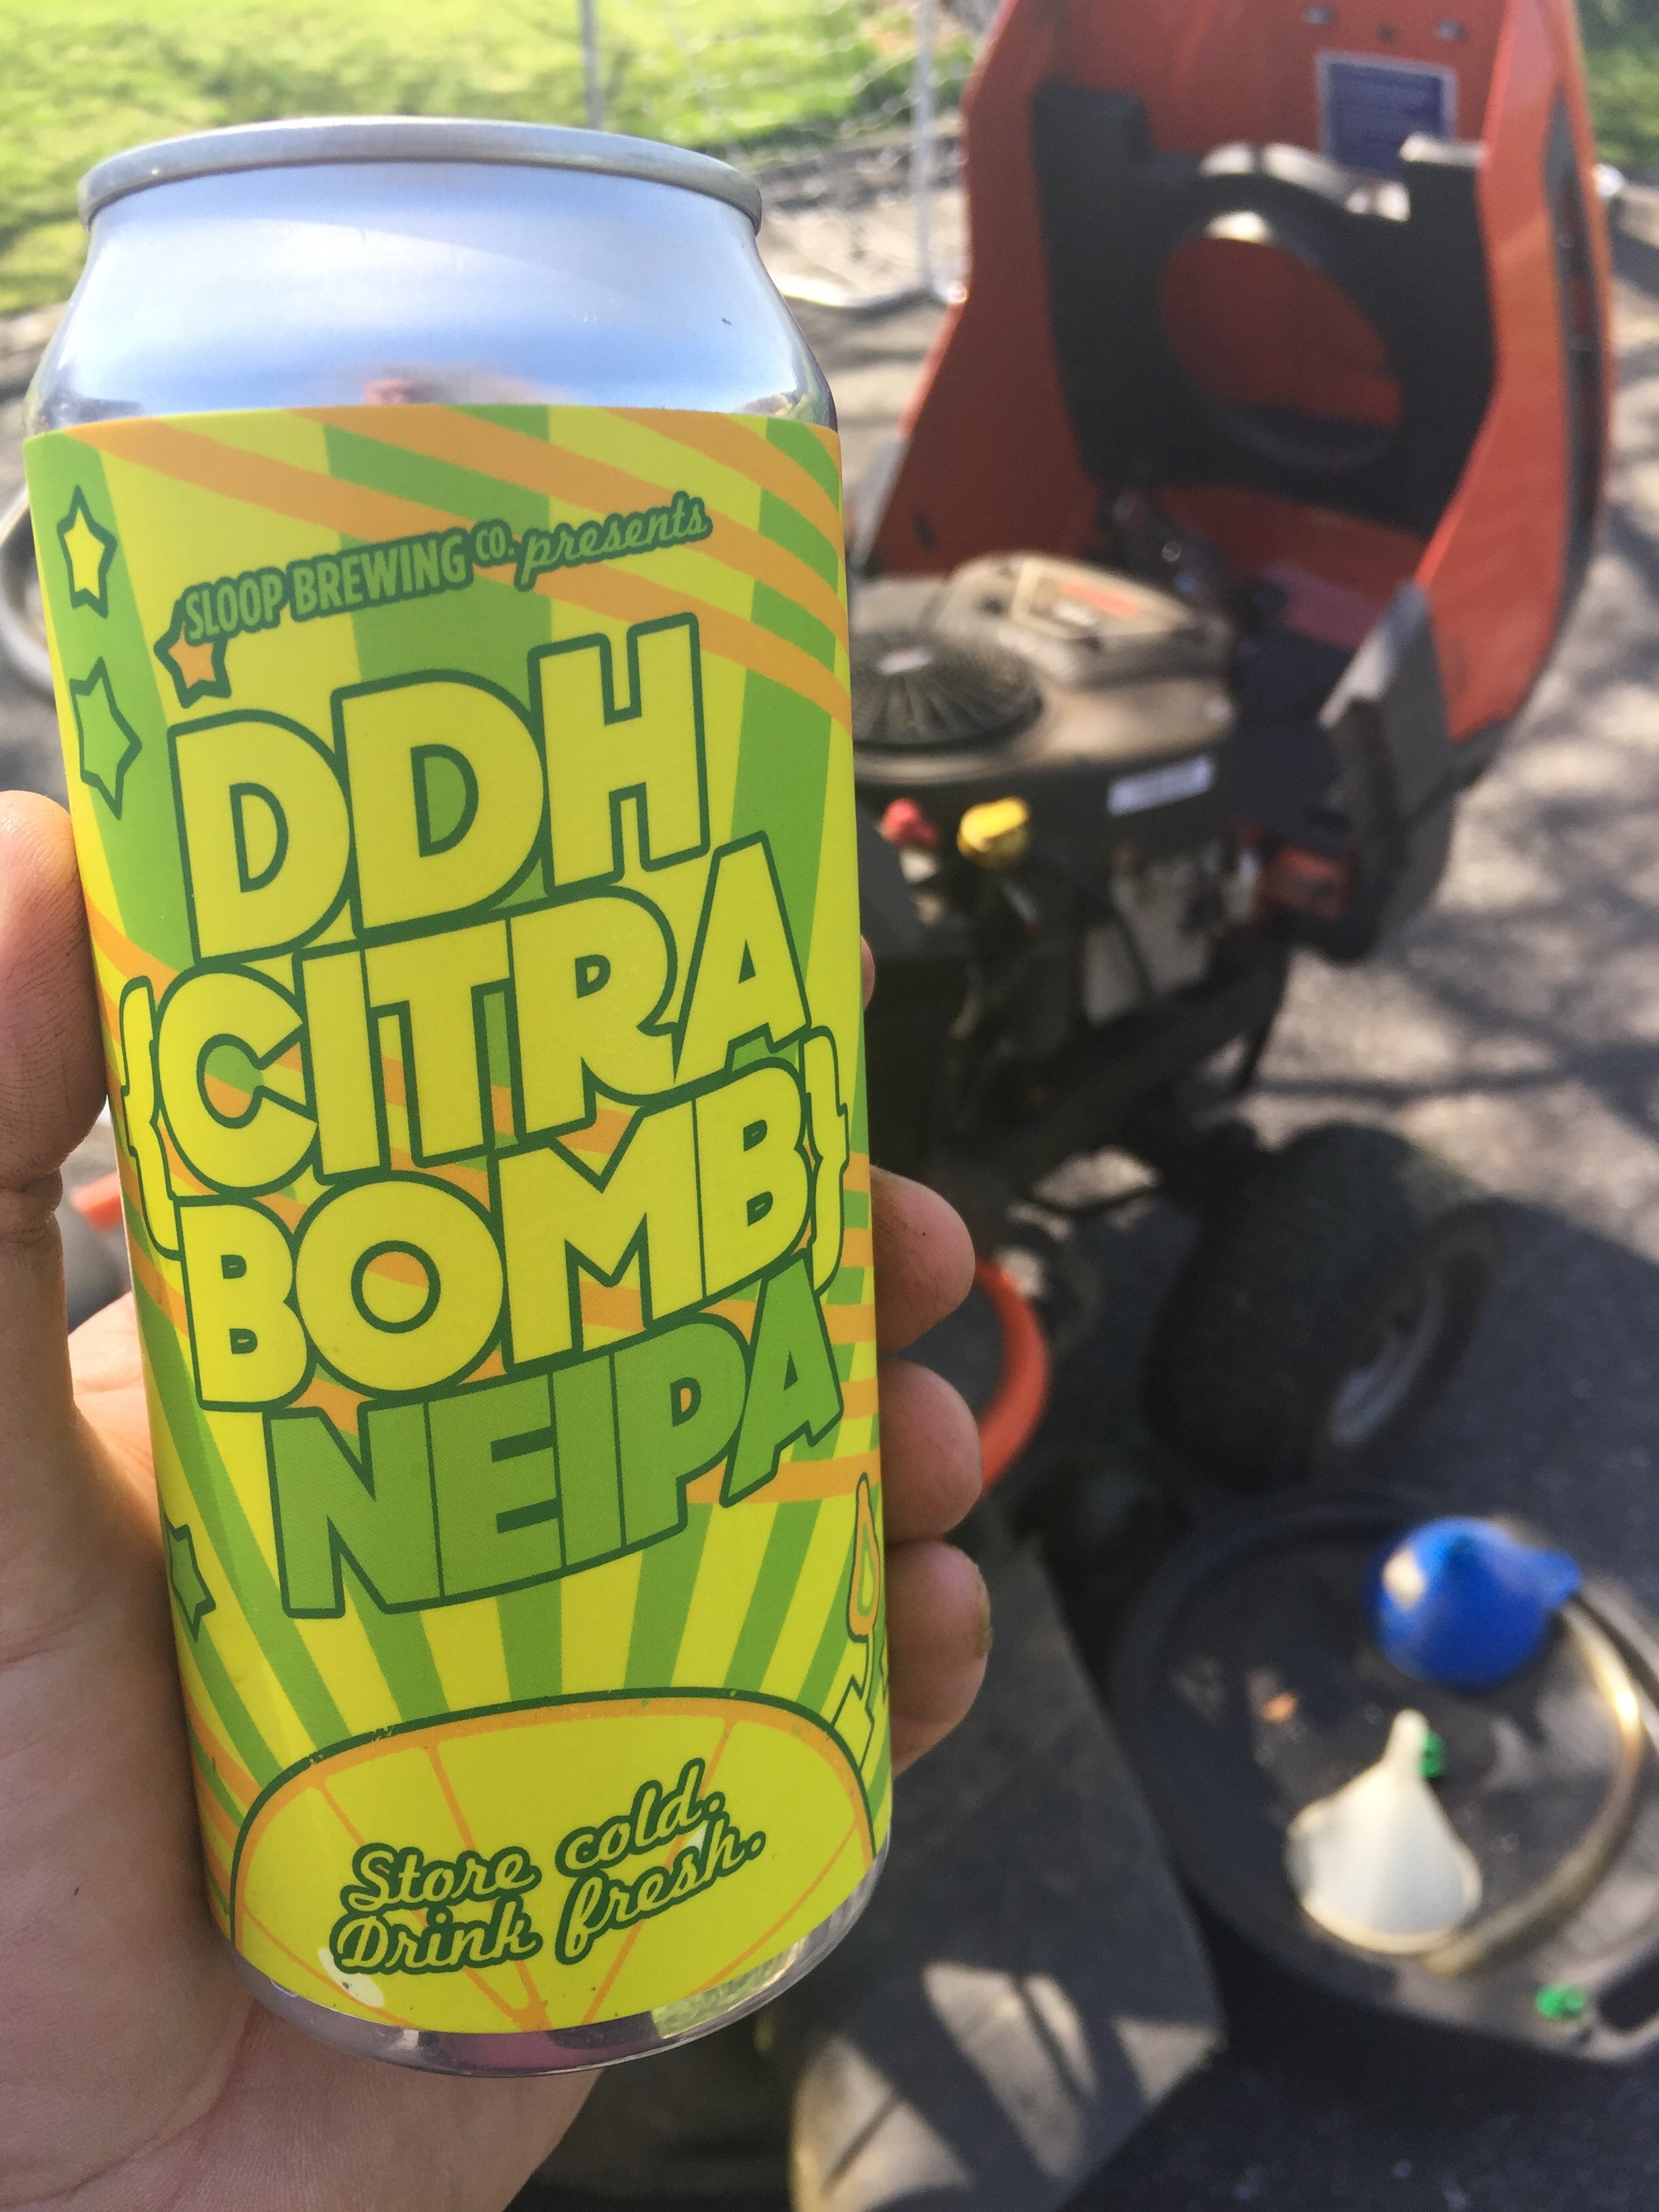 SLOOP BREWING CO. presents
DDH
{CITRA
BOMB}
NEIPA
Store cold.
Drink fresh.